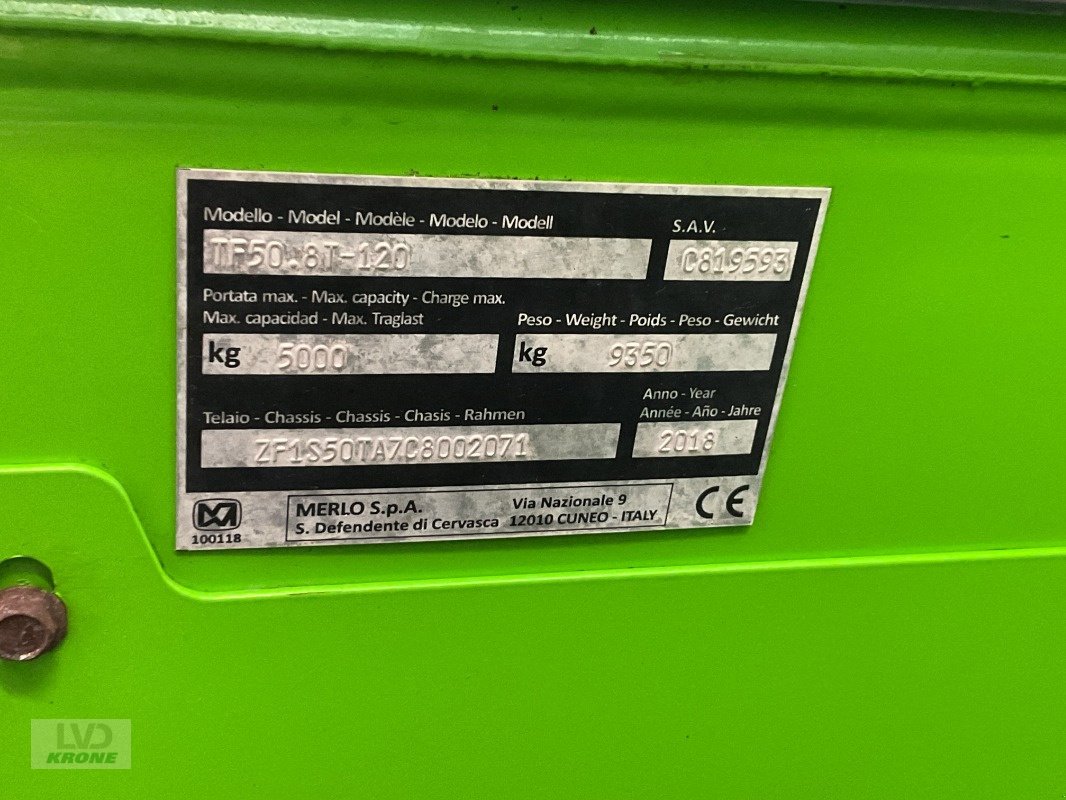 Modello - Model - Modèle - Modelo - Modell
TF50.8T-120
S.A.V.
C819593
Portata max. - Max. capacity - Charge max.
Max. capacidad - Max. Traglast
kg 5000
Peso - Weight - Poids - Peso - Gewicht
kg 9350
Telaio - Chassis - Chassis - Chasis - Rahmen
ZF1S50TA7C8002071
Anno - Year
Année - Año - Jahre
2018
100118
MERLO S.p.A. Via Nazionale 9
S. Defendente di Cervasca 12010 CUNEO - ITALY
CE
LVD
KRONE